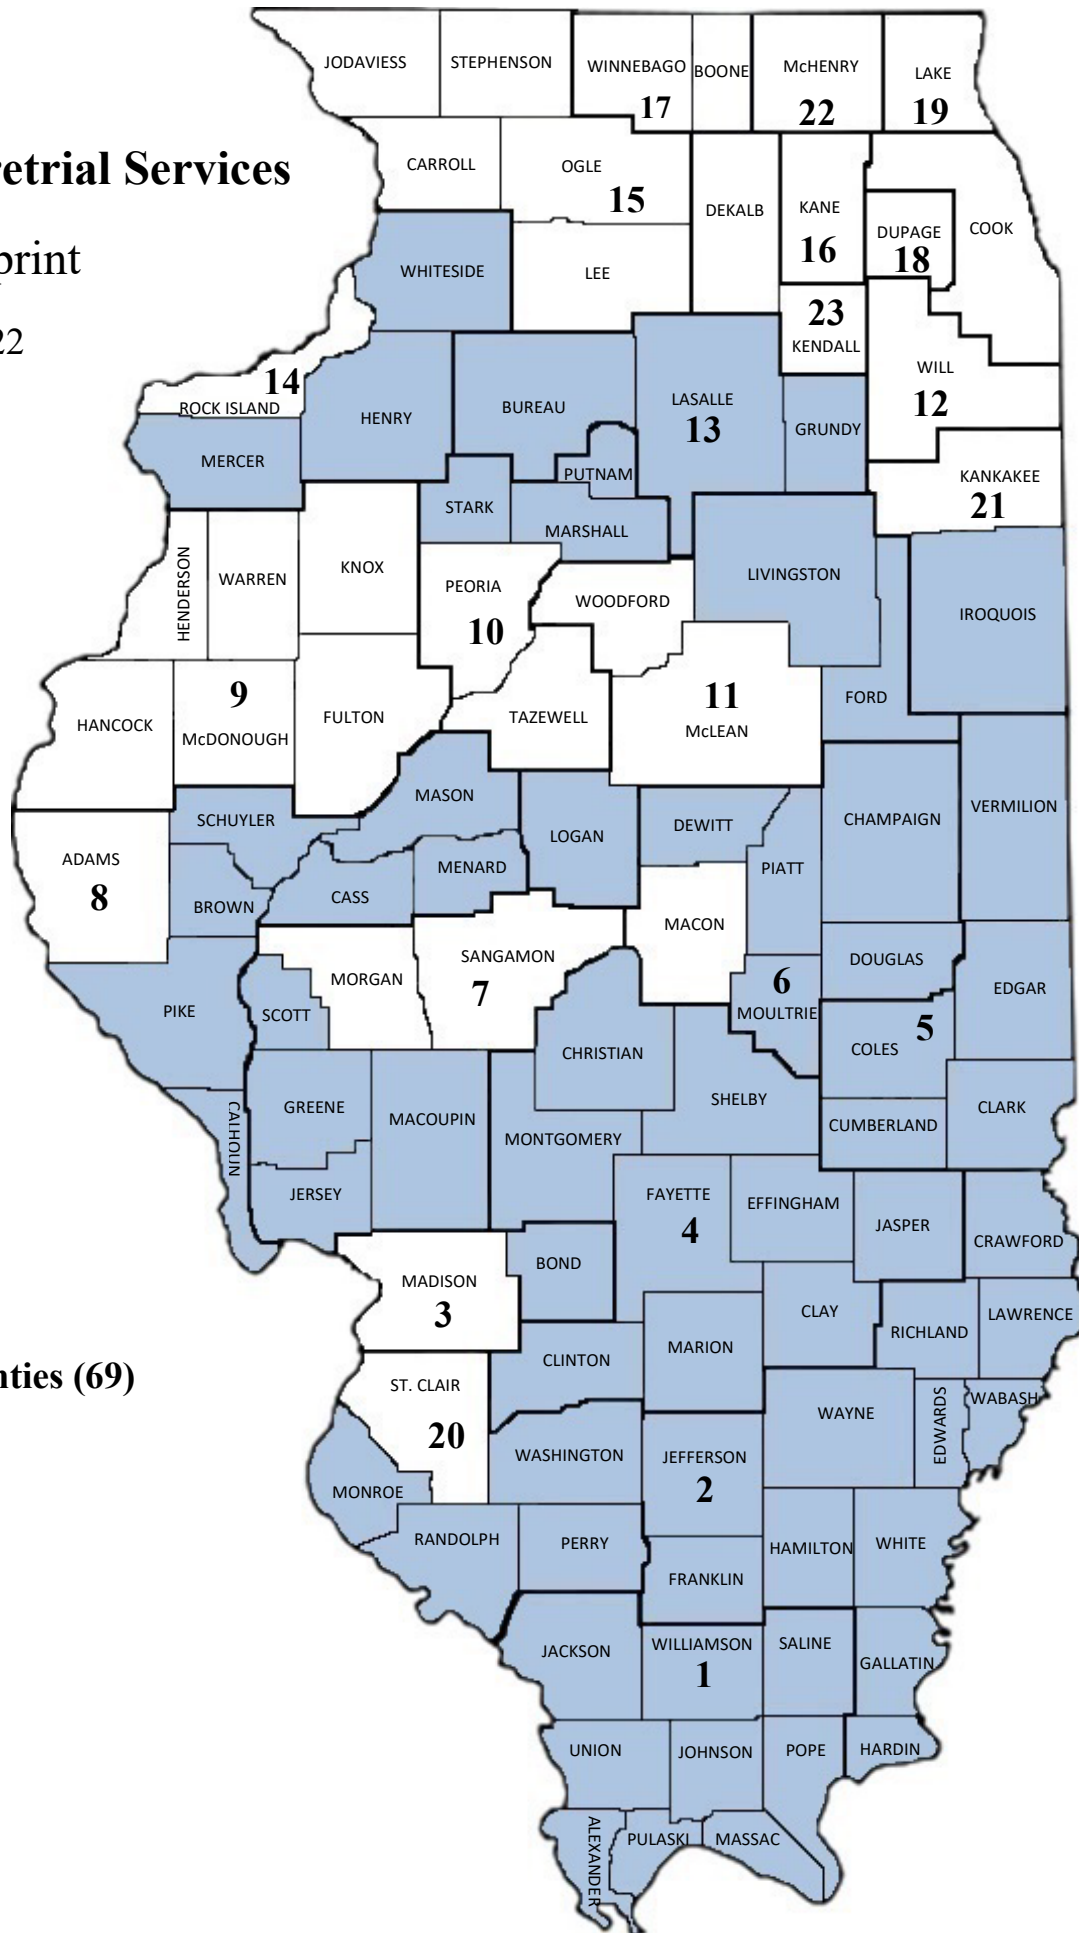 JODAVIESS
STEPHENSON
WINNEBAGO
BOONE
McHENRY
LAKE
17
22
19
etrial Services
CARROLL
OGLE
15
DEKALB
KANE
16
DUPAGE
18
COOK
print
WHITESIDE
LEE
22
23
KENDALL
14
ROCK ISLAND
HENRY
BUREAU
LASALLE
13
GRUNDY
WILL
12
MERCER
PUTNAM
KANKAKEE
21
STARK
MARSHALL
HENDERSON
WARREN
KNOX
PEORIA
10
WOODFORD
LIVINGSTON
IROQUOIS
HANCOCK
9
McDONOUGH
FULTON
TAZEWELL
11
McLEAN
FORD
MASON
SCHUYLER
LOGAN
DEWITT
CHAMPAIGN
VERMILION
ADAMS
8
BROWN
CASS
MENARD
PIATT
MACON
MORGAN
SANGAMON
7
DOUGLAS
PIKE
SCOTT
6
MOULTRIE
EDGAR
5
COLES
CHRISTIAN
CALHOUN
GREENE
MACOUPIN
MONTGOMERY
SHELBY
CUMBERLAND
CLARK
JERSEY
FAYETTE
4
EFFINGHAM
JASPER
CRAWFORD
MADISON
3
BOND
CLAY
RICHLAND
LAWRENCE
MARION
CLINTON
nties (69)
ST. CLAIR
20
WAYNE
EDWARDS
WABASH
WASHINGTON
JEFFERSON
2
MONROE
RANDOLPH
PERRY
FRANKLIN
HAMILTON
WHITE
JACKSON
WILLIAMSON
1
SALINE
GALLATIN
UNION
JOHNSON
POPE
HARDIN
ALEXANDER
PULASKI
MASSAC